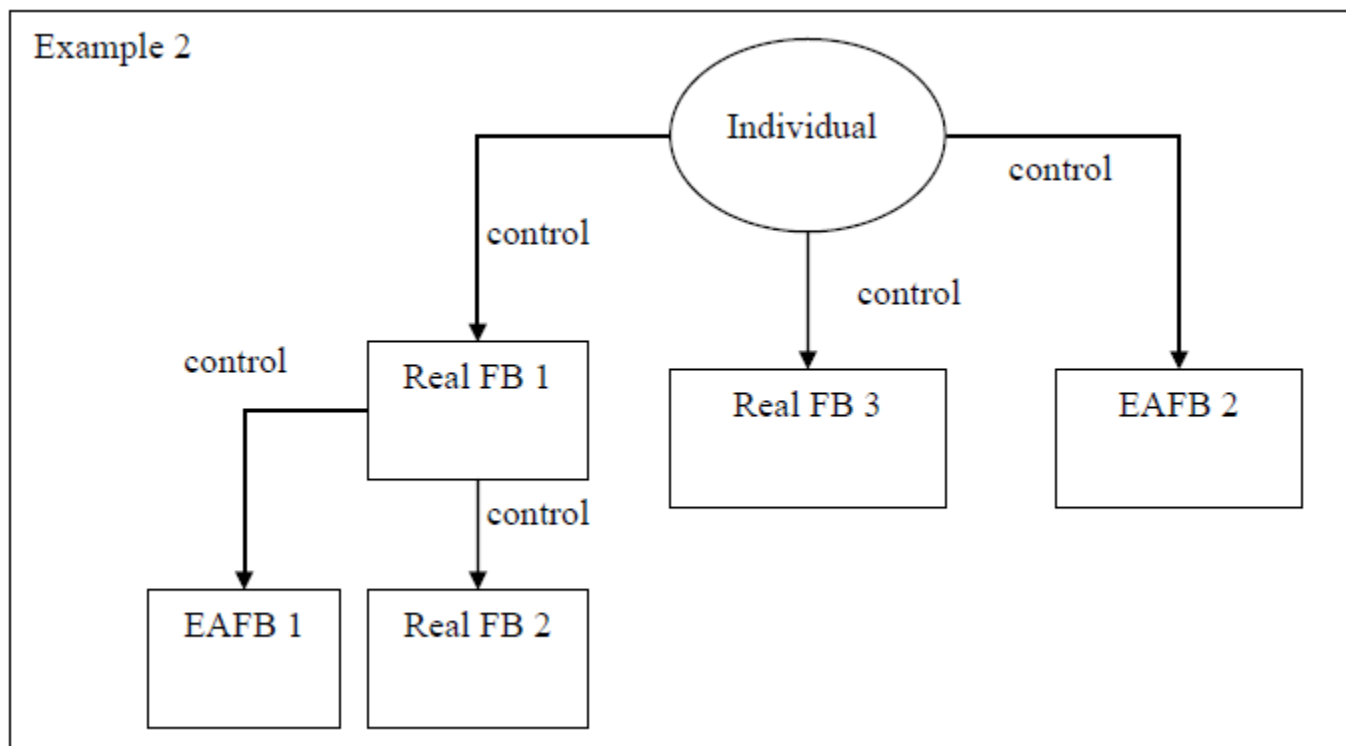 Example 2
Individual
control
control
control
control
Real FB 1
Real FB 3
EAFB 2
control
EAFB 1
Real FB 2